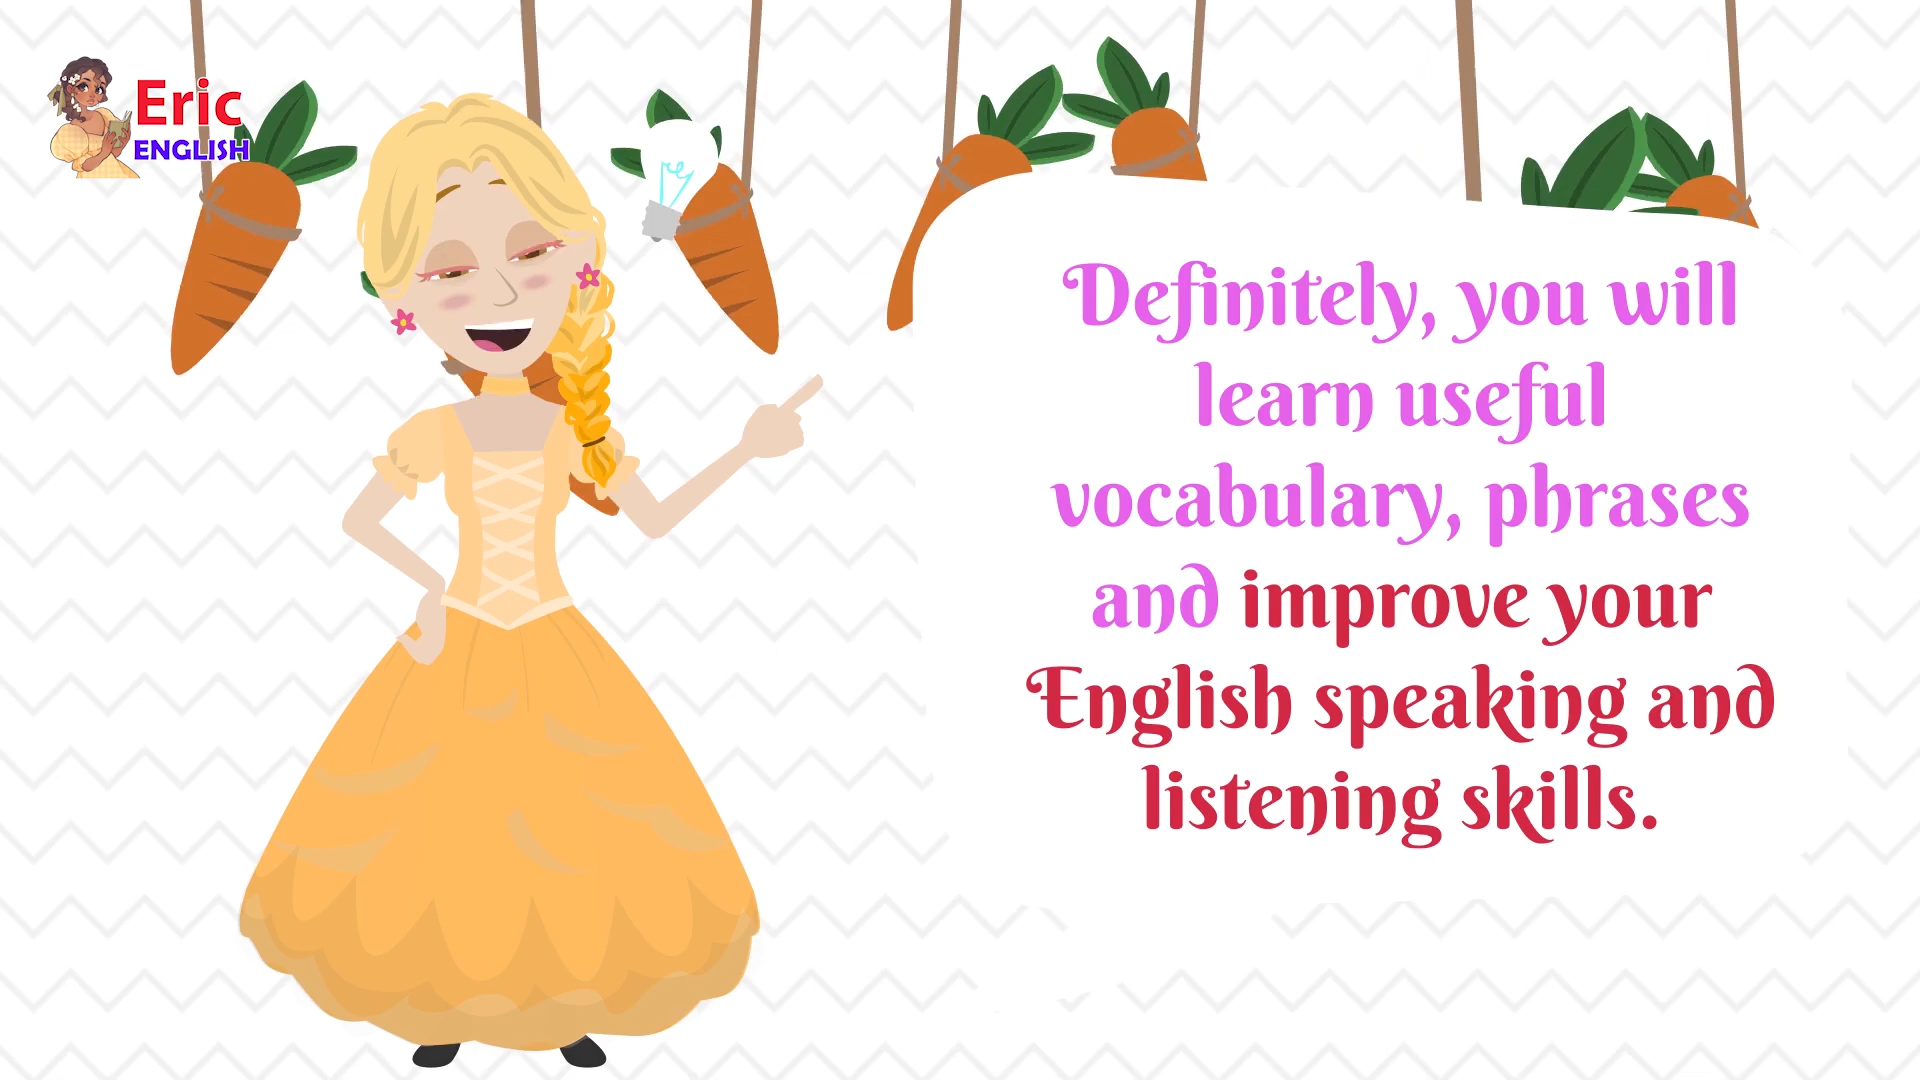 Eric
ENGLISH
Definitely, you will
learn useful
vocabulary, phrases
and improve your
English speaking and
listening skills.